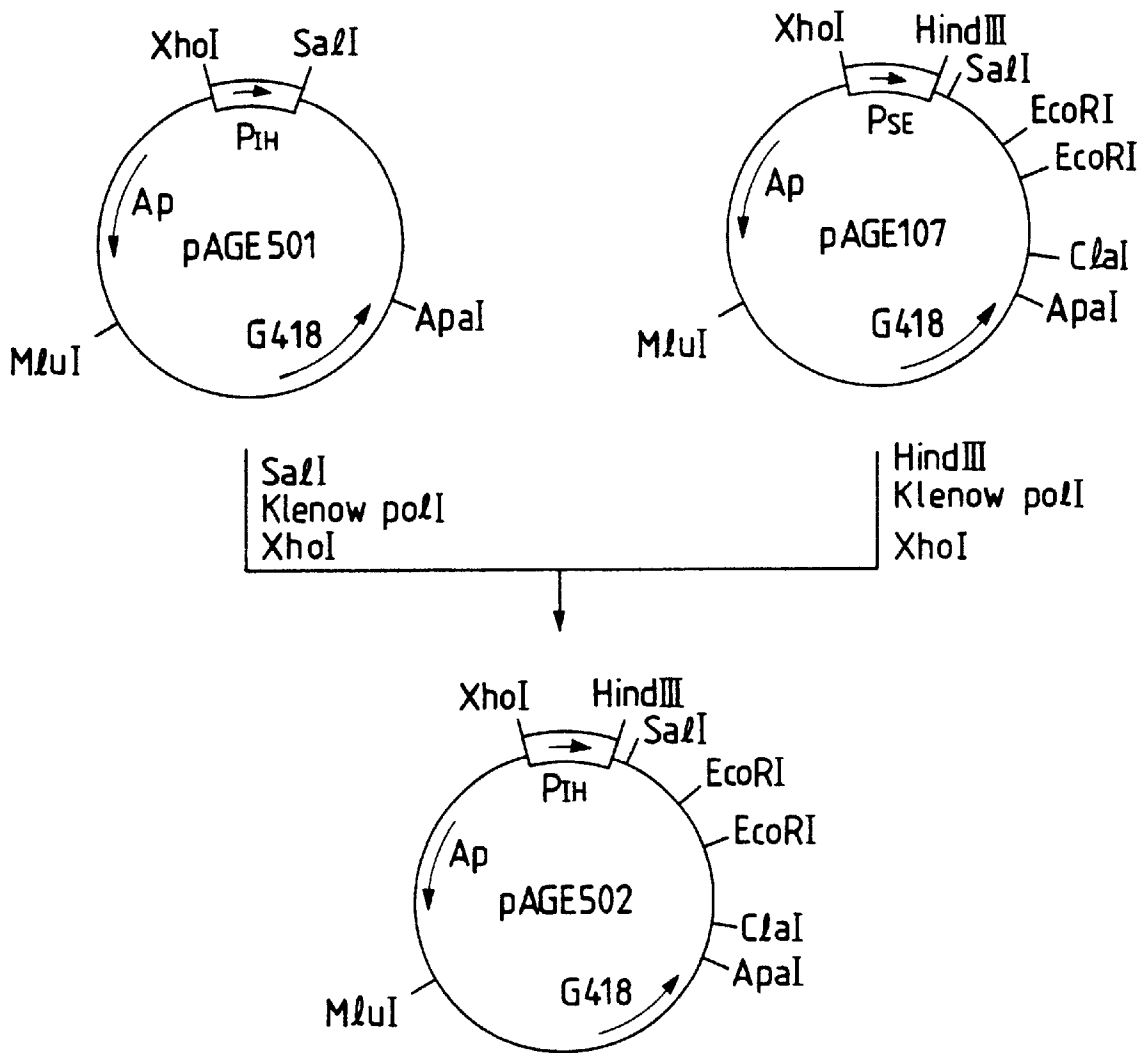 XhoI
SalI
PIH
Ap
pAGE501
G418
ApaI
MluI
XhoI
HindIII
SalI
EcoRI
EcoRI
PSE
Ap
pAGE107
ClaI
ApaI
G418
MluI
SalI
Klenow polI
XhoI
HindIII
Klenow polI
XhoI
XhoI
HindIII
SalI
EcoRI
EcoRI
PIH
Ap
pAGE502
ClaI
ApaI
G418
MluI